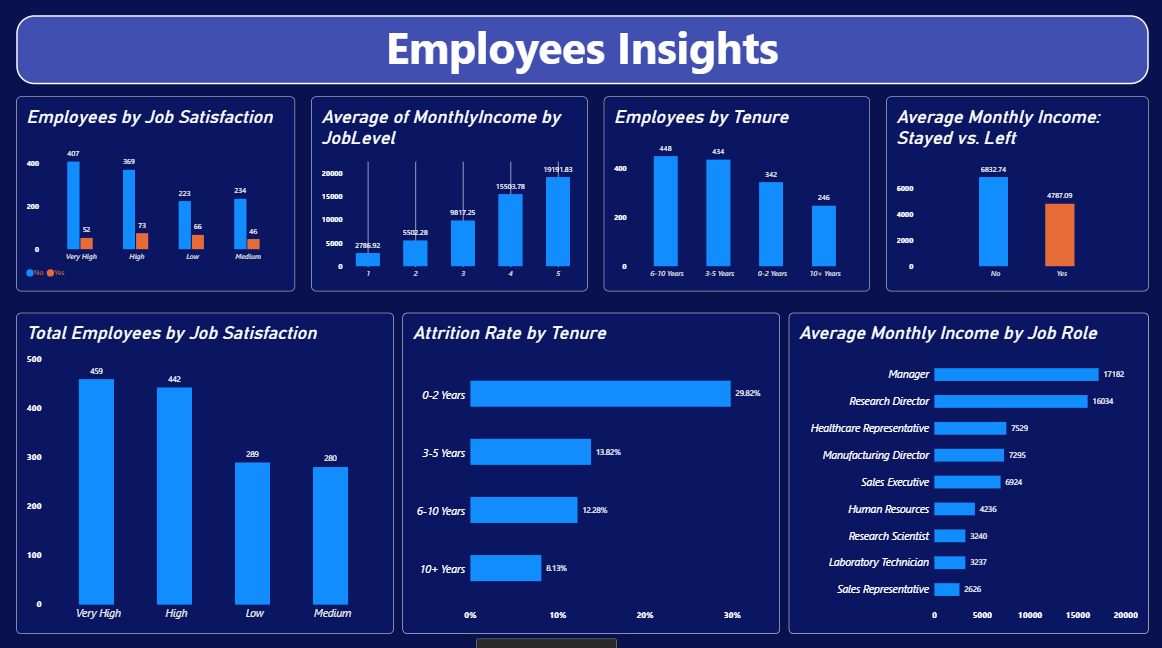 Employees Insights
Employees by Job Satisfaction
400
200
0
407
52
369
73
223
66
234
46
Very High
High
Low
Medium
No
Yes
Average of MonthlyIncome by
JobLevel
20000
15000
10000
5000
0
2786.92
5502.28
9817.25
15503.78
19191.83
1
2
3
4
5
Employees by Tenure
400
200
0
448
434
342
246
6-10 Years
3-5 Years
0-2 Years
10+ Years
Average Monthly Income:
Stayed vs. Left
6000
4000
2000
0
6832.74
4787.09
No
Yes
Total Employees by Job Satisfaction
500
400
300
200
100
0
459
442
289
280
Very High
High
Low
Medium
Attrition Rate by Tenure
0-2 Years
29.82%
3-5 Years
13.82%
6-10 Years
12.28%
10+ Years
8.13%
0%
10%
20%
30%
Average Monthly Income by Job Role
Manager
17182
Research Director
16034
Healthcare Representative
7529
Manufacturing Director
7295
Sales Executive
6924
Human Resources
4236
Research Scientist
3240
Laboratory Technician
3237
Sales Representative
2626
0
5000
10000
15000
20000